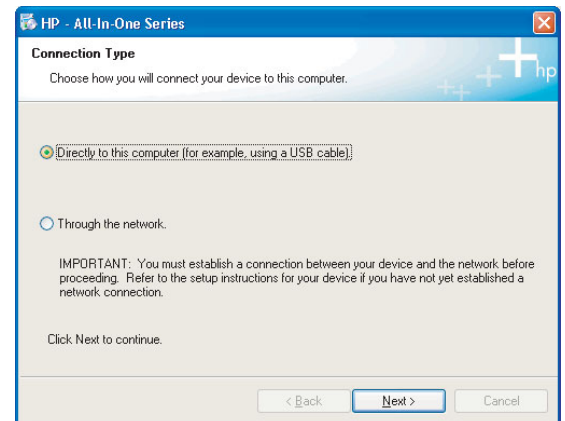 HP - All-In-One Series
Connection Type
Choose how you will connect your device to this computer.
hp
Directly to this computer (for example, using a USB cable).
Through the network.
IMPORTANT: You must establish a connection between your device and the network before
proceeding. Refer to the setup instructions for your device if you have not yet established a
network connection.
Click Next to continue.
< Back Next > Cancel